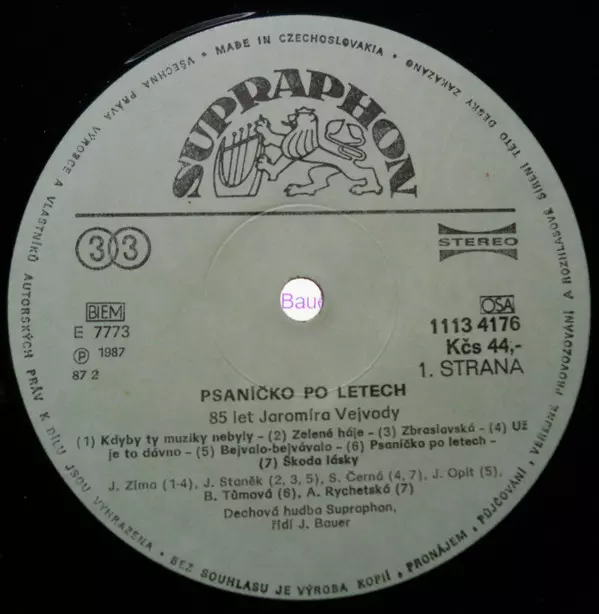 VŠECHNA PRÁVA VÝROBCE A VLASTNÍKŮ AUTORSKÝCH PRÁV K DÍLU JSOU VYHRAZENA • BEZ SOUHLASU JE VÝROBA KOPIÍ, PRONÁJEM, PŮJČOVÁNÍ, VEŘEJNÉ PROVOZOVÁNÍ A ROZHLASOVÉ ŠÍŘENÍ TÉTO DESKY ZAKÁZÁNO • MADE IN CZECHOSLOVAKIA •
SUPRAPHON
33
STEREO
Baue
BIEM
E 7773
℗ 1987
87 2
OSA
1113 4176
Kčs 44,-
1. STRANA
PSANÍČKO PO LETECH
85 let Jaromíra Vejvody
(1) Kdyby ty muziky nebyly - (2) Zelené háje - (3) Zbraslavská - (4) Už
je to dávno - (5) Bejvalo-bejvávalo - (6) Psaníčko po letech -
(7) Škoda lásky
J. Zíma (1-4), J. Staněk (2, 3, 5), S. Černá (4, 7), J. Opit (5),
B. Tůmová (6), A. Rychetská (7)
Dechová hudba Supraphon,
řídí J. Bauer